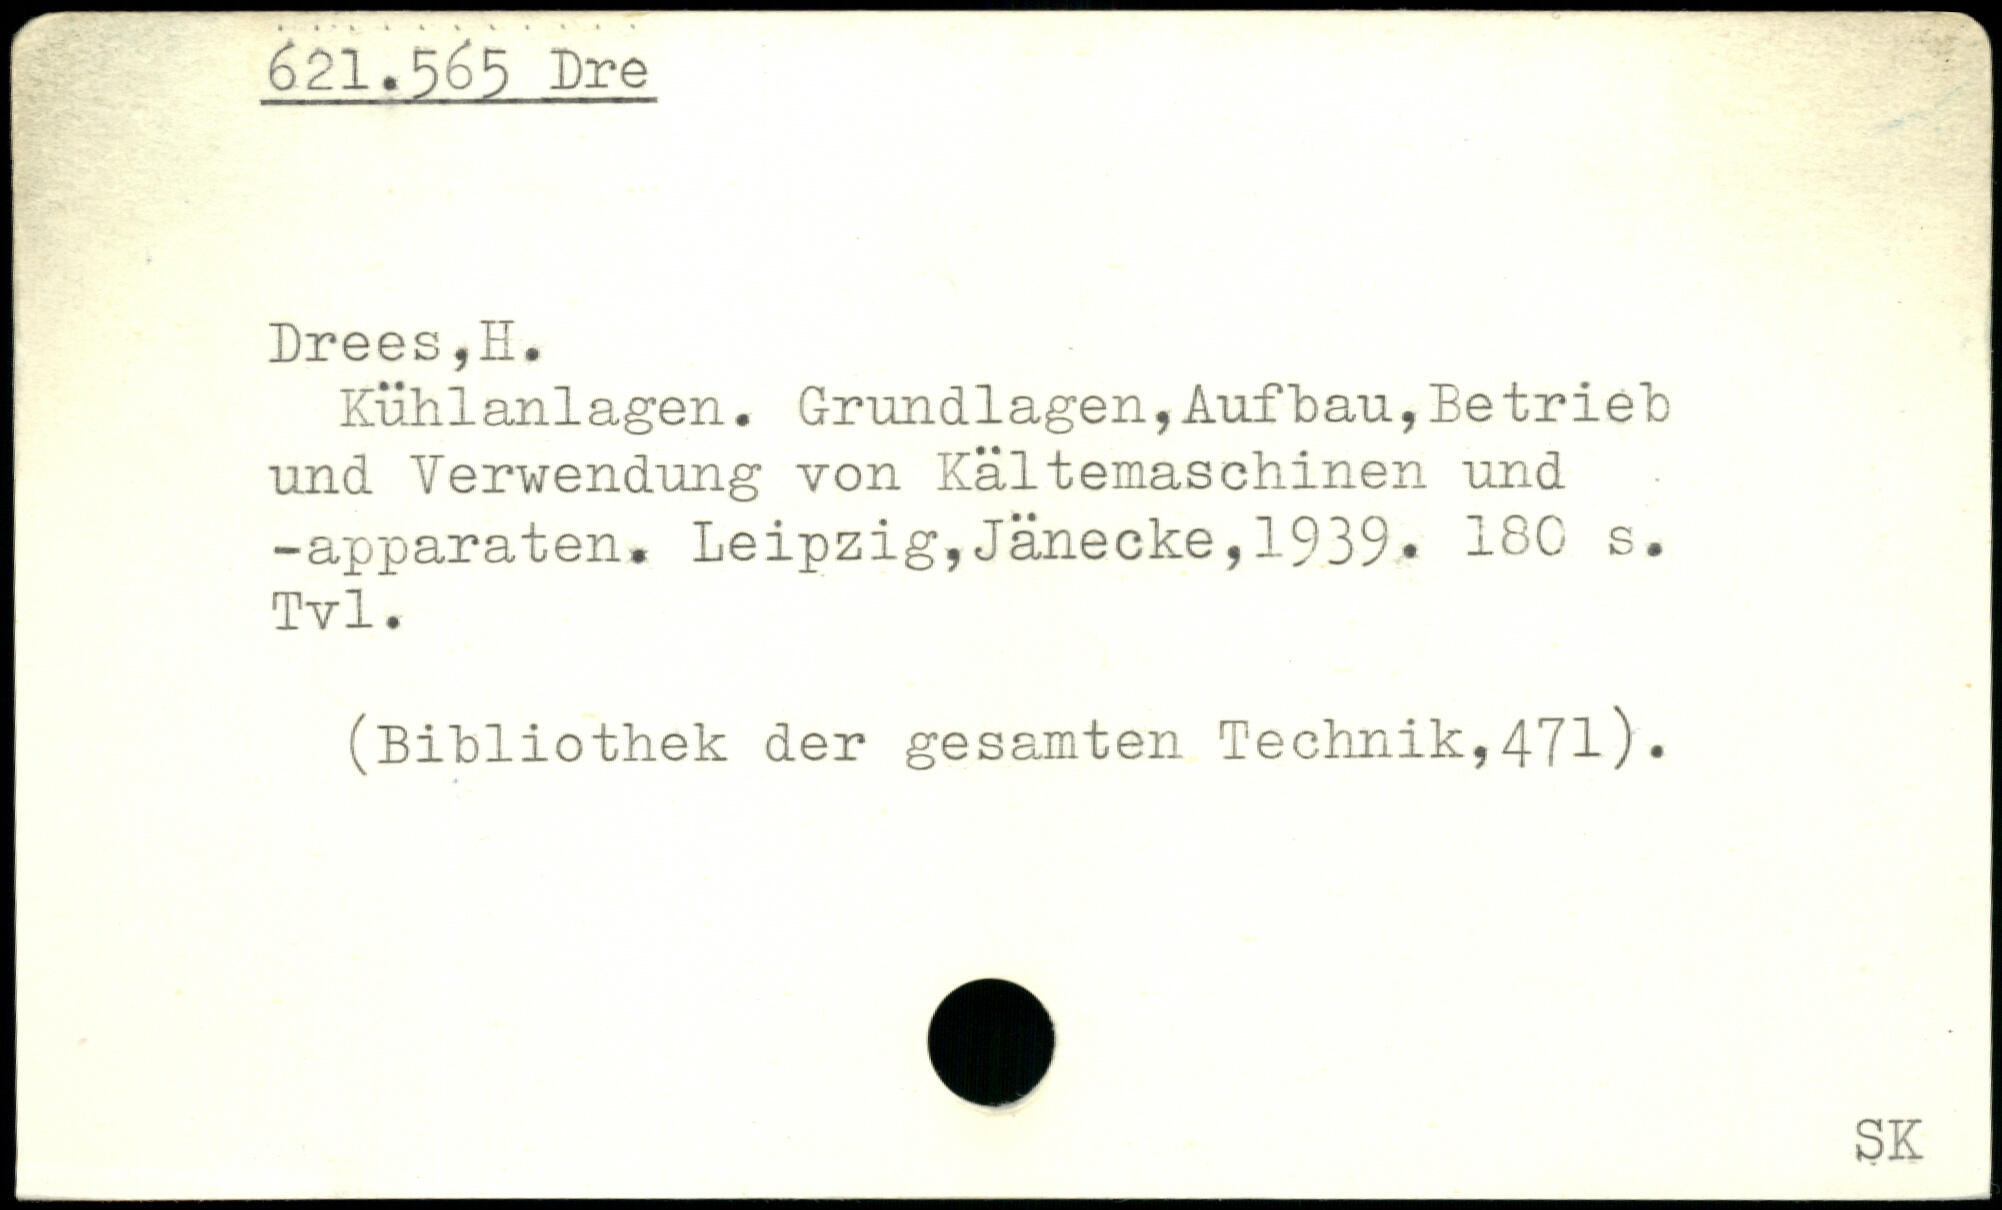 621.565 Dre
Drees,H.
Kühlanlagen. Grundlagen,Aufbau,Betrieb
und Verwendung von Kältemaschinen und
-apparaten. Leipzig,Jänecke,1939. 180 s.
Tvl.
(Bibliothek der gesamten Technik,471).
SK